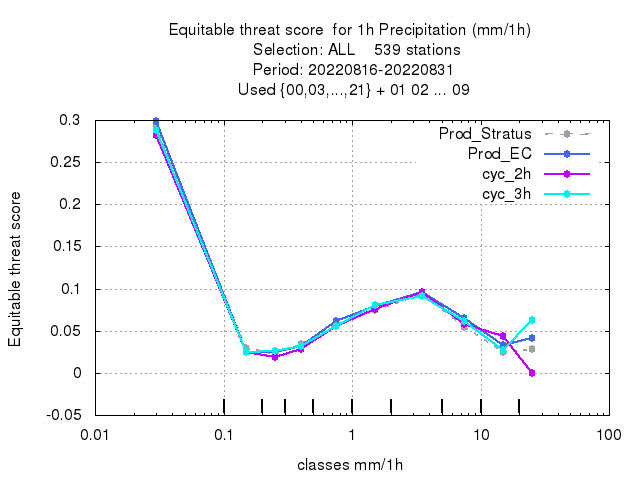 Equitable threat score  for 1h Precipitation (mm/1h)
Selection: ALL    539 stations
Period: 20220816-20220831
Used {00,03,...,21} + 01 02 ... 09
Prod_Stratus
Prod_EC
cyc_2h
cyc_3h
Equitable threat score
0.3
0.25
0.2
0.15
0.1
0.05
0
-0.05
0.01 0.1 1 10 100
classes mm/1h